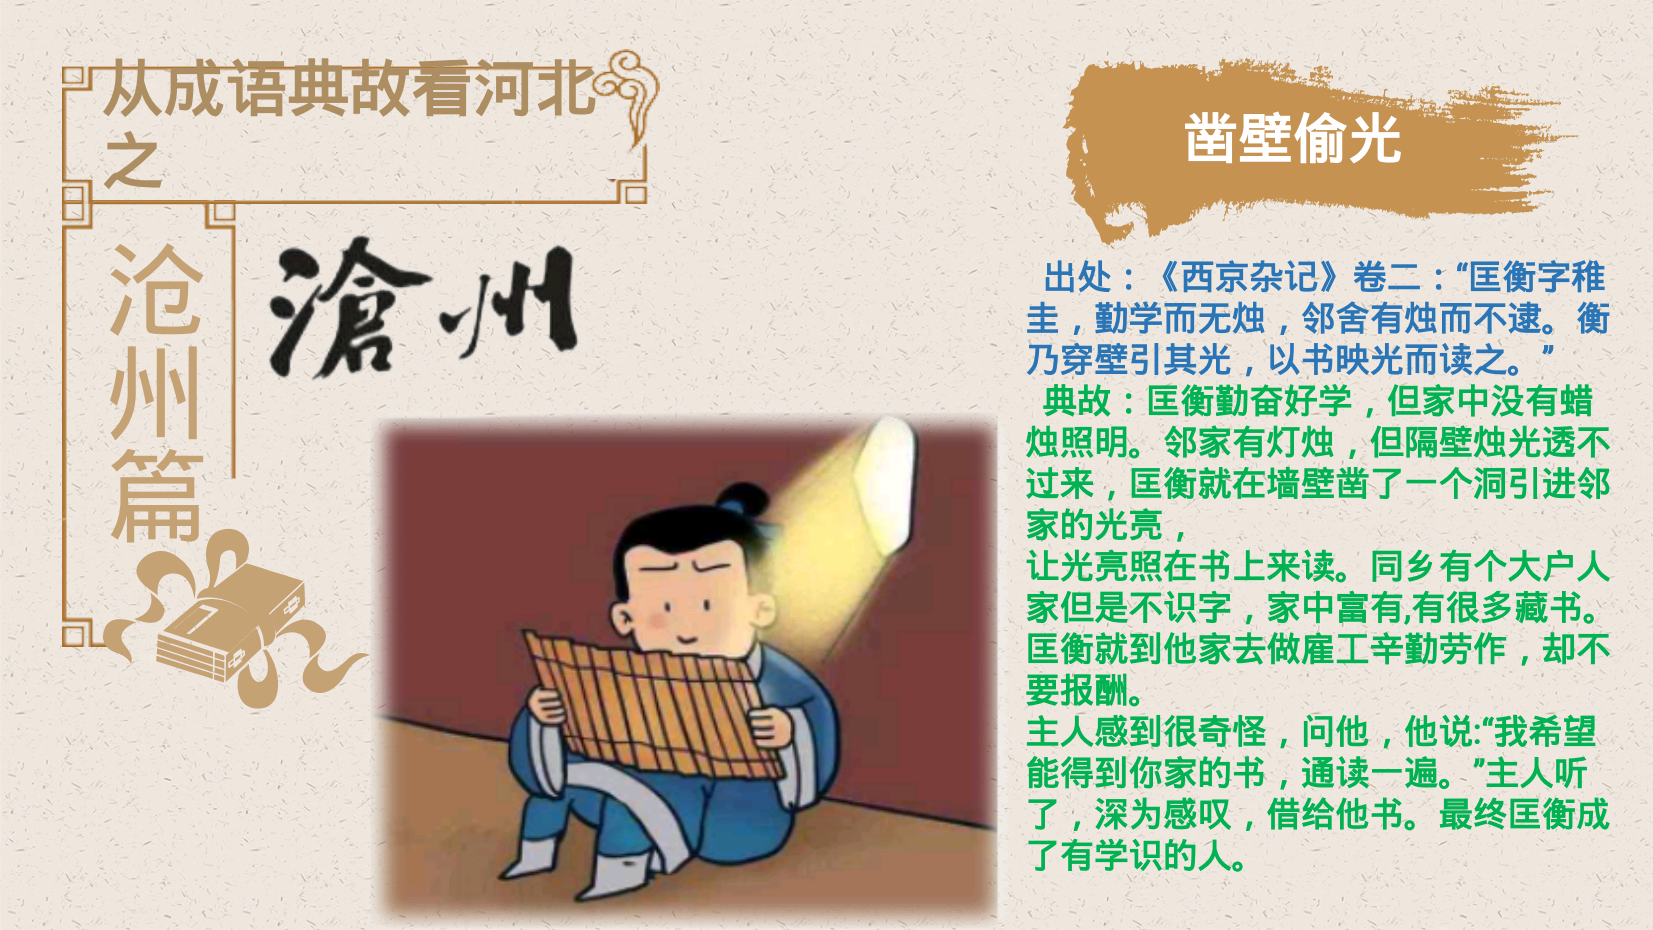 从成语典故看河北
之
沧
州
篇
滄州
凿壁偷光
出处：《西京杂记》卷二：“匡衡字稚
圭，勤学而无烛，邻舍有烛而不逮。衡
乃穿壁引其光，以书映光而读之。”
典故：匡衡勤奋好学，但家中没有蜡
烛照明。邻家有灯烛，但隔壁烛光透不
过来，匡衡就在墙壁凿了一个洞引进邻
家的光亮，
让光亮照在书上来读。同乡有个大户人
家但是不识字，家中富有,有很多藏书。
匡衡就到他家去做雇工辛勤劳作，却不
要报酬。
主人感到很奇怪，问他，他说:“我希望
能得到你家的书，通读一遍。”主人听
了，深为感叹，借给他书。最终匡衡成
了有学识的人。